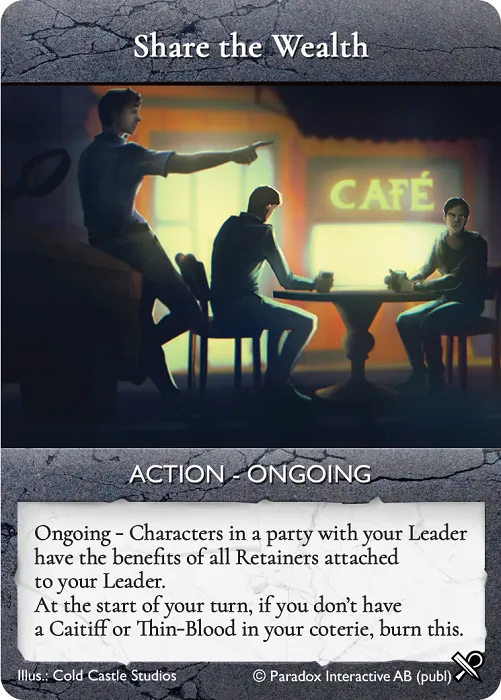 Share the Wealth
CAFÉ
ACTION - ONGOING
Ongoing - Characters in a party with your Leader
have the benefits of all Retainers attached
to your Leader.
At the start of your turn, if you don't have
a Caitiff or Thin-Blood in your coterie, burn this.
Illus.: Cold Castle Studios © Paradox Interactive AB (publ)